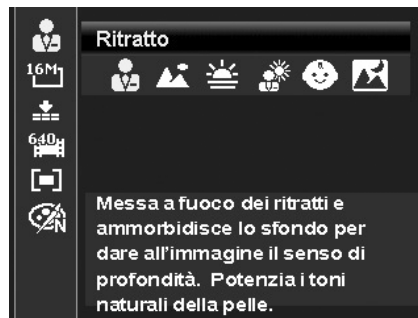 Ritratto
16M
640
N
Messa a fuoco dei ritratti e
ammorbidisce lo sfondo per
dare all'immagine il senso di
profondità. Potenzia i toni
naturali della pelle.